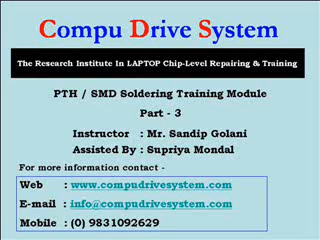 Compu Drive System
The Research Institute In LAPTOP Chip-Level Repairing & Training
PTH / SMD Soldering Training Module
Part - 3
Instructor : Mr. Sandip Golani
Assisted By : Supriya Mondal
For more information contact -
Web : www.compudrivesystem.com
E-mail : info@compudrivesystem.com
Mobile : (0) 9831092629